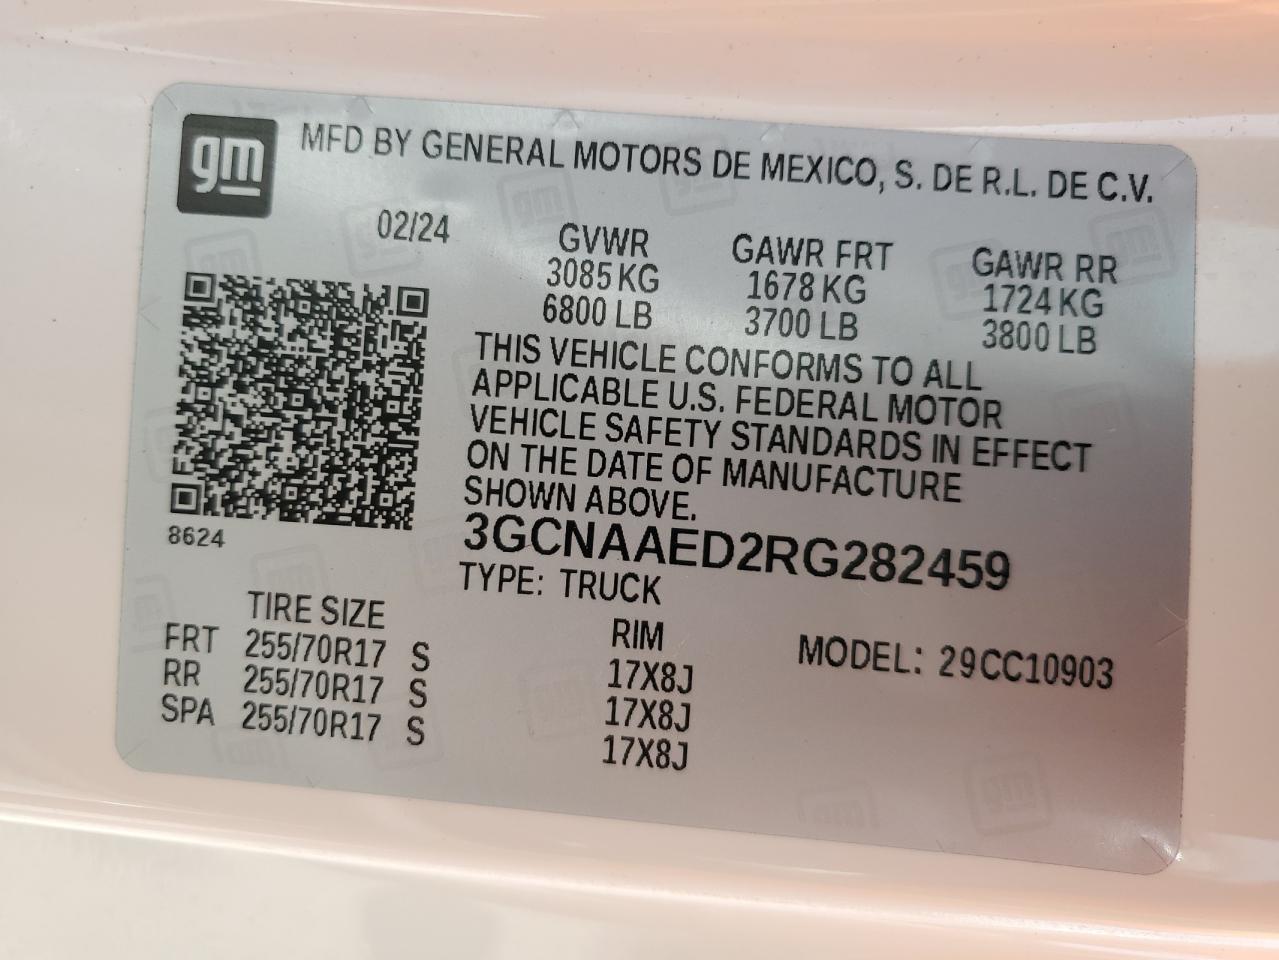 gm MFD BY GENERAL MOTORS DE MEXICO, S. DE R.L. DE C.V.
02/24 GVWR GAWR FRT GAWR RR
3085 KG 1678 KG 1724 KG
6800 LB 3700 LB 3800 LB
THIS VEHICLE CONFORMS TO ALL
APPLICABLE U.S. FEDERAL MOTOR
VEHICLE SAFETY STANDARDS IN EFFECT
ON THE DATE OF MANUFACTURE
SHOWN ABOVE.
8624 3GCNAAED2RG282459
TYPE: TRUCK
TIRE SIZE RIM MODEL: 29CC10903
FRT 255/70R17 S 17X8J
RR 255/70R17 S 17X8J
SPA 255/70R17 S 17X8J